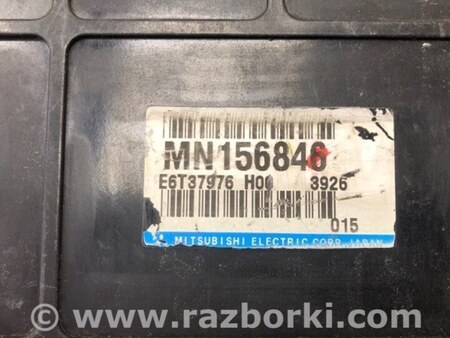 MN156846
E6T37976 H00 3926
015
MITSUBISHI ELECTRIC CORP. JAPAN
© www.razborki.com